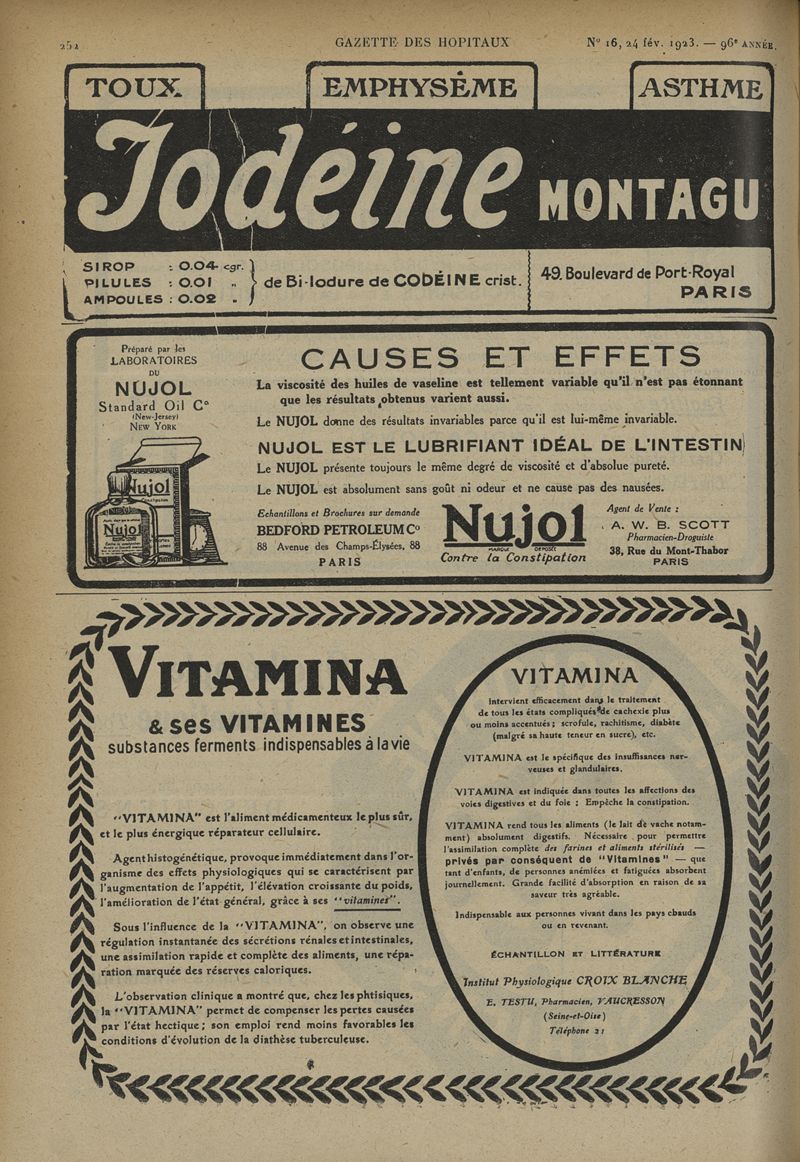 252
GAZETTE DES HOPITAUX
N° 16, 24 fév. 1923. — 96e ANNÉE.
TOUX
EMPHYSÈME
ASTHME
Iodéine MONTAGU
SIROP : 0.04 cgr.
PILULES : 0.01 „
AMPOULES : 0.02 „
de Bi-Iodure de CODÉINE crist.
49, Boulevard de Port-Royal
PARIS
Préparé par les
LABORATOIRES
DU
NUJOL
Standard Oil Co
(New-Jersey)
NEW YORK
Nujol
Nujol
CAUSES ET EFFETS
La viscosité des huiles de vaseline est tellement variable qu'il n'est pas étonnant
que les résultats obtenus varient aussi.
Le NUJOL donne des résultats invariables parce qu'il est lui-même invariable.
NUJOL EST LE LUBRIFIANT IDÉAL DE L'INTESTIN
Le NUJOL présente toujours le même degré de viscosité et d'absolue pureté.
Le NUJOL est absolument sans goût ni odeur et ne cause pas des nausées.
Echantillons et Brochures sur demande
BEDFORD PETROLEUM Co
88 Avenue des Champs-Élysées, 88
PARIS
Nujol
MARQUE DÉPOSÉE
Contre la Constipation
Agent de Vente :
A. W. B. SCOTT
Pharmacien-Droguiste
38, Rue du Mont-Thabor
PARIS
VITAMINA
& ses VITAMINES
substances ferments indispensables à la vie
"VITAMINA" est l'aliment médicamenteux le plus sûr,
et le plus énergique réparateur cellulaire.
Agent histogénétique, provoque immédiatement dans l'or-
ganisme des effets physiologiques qui se caractérisent par
l'augmentation de l'appétit, l'élévation croissante du poids,
l'amélioration de l'état général, grâce à ses "vitamines".
Sous l'influence de la "VITAMINA", on observe une
régulation instantanée des sécrétions rénales et intestinales,
une assimilation rapide et complète des aliments, une répa-
ration marquée des réserves caloriques.
L'observation clinique a montré que, chez les phtisiques,
la "VITAMINA" permet de compenser les pertes causées
par l'état hectique ; son emploi rend moins favorables les
conditions d'évolution de la diathèse tuberculeuse.
VITAMINA
intervient efficacement dans le traitement
de tous les états compliqués de cachexie plus
ou moins accentués ; scrofule, rachitisme, diabète
(malgré sa haute teneur en sucre), etc.
VITAMINA est le spécifique des insuffisances ner-
veuses et glandulaires.
VITAMINA est indiquée dans toutes les affections des
voies digestives et du foie : Empêche la constipation.
VITAMINA rend tous les aliments (le lait de vache notam-
ment) absolument digestifs. Nécessaire pour permettre
l'assimilation complète des farines et aliments stérilisés —
privés par conséquent de "Vitamines" — que
tant d'enfants, de personnes anémiées et fatiguées absorbent
journellement. Grande facilité d'absorption en raison de sa
saveur très agréable.
Indispensable aux personnes vivant dans les pays chauds
ou en revenant.
ÉCHANTILLON ET LITTÉRATURE
Institut Physiologique CROIX BLANCHE
E. TESTU, Pharmacien, VAUCRESSON
(Seine-et-Oise)
Téléphone 21